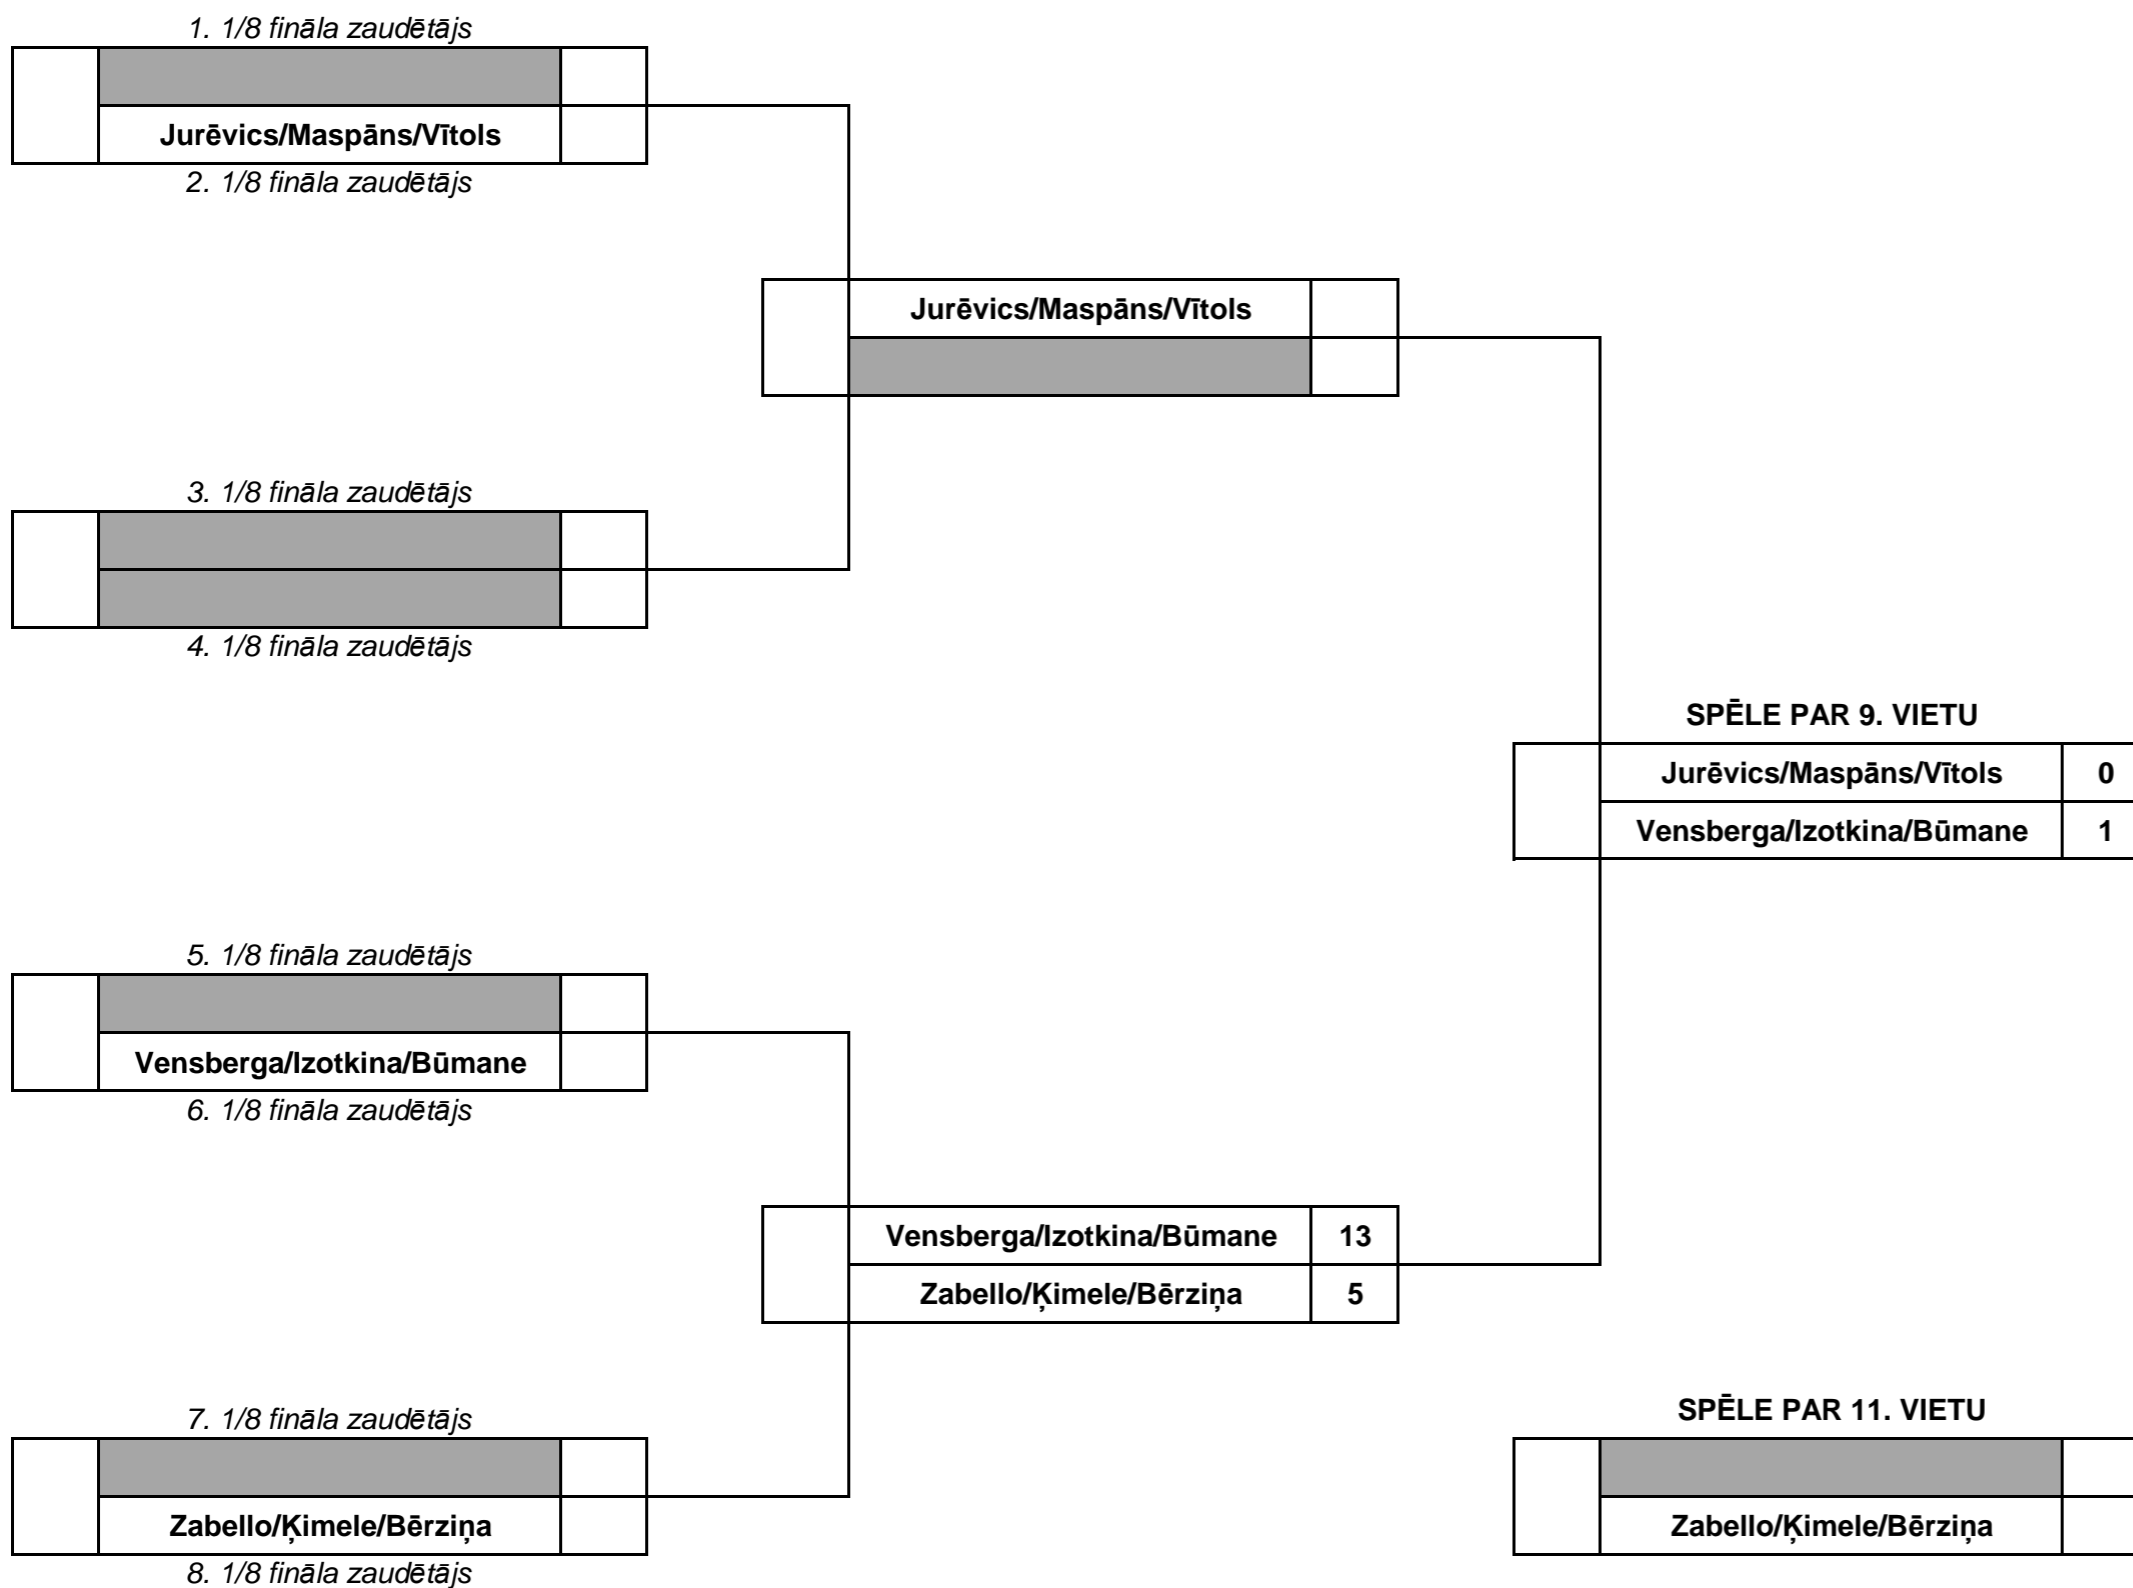 1. 1/8 fināla zaudētājs
Jurēvics/Maspāns/Vītols
2. 1/8 fināla zaudētājs
Jurēvics/Maspāns/Vītols
3. 1/8 fināla zaudētājs
4. 1/8 fināla zaudētājs
SPĒLE PAR 9. VIETU
Jurēvics/Maspāns/Vītols 0
Vensberga/Izotkina/Būmane 1
5. 1/8 fināla zaudētājs
Vensberga/Izotkina/Būmane
6. 1/8 fināla zaudētājs
Vensberga/Izotkina/Būmane 13
Zabello/Ķimele/Bērziņa 5
7. 1/8 fināla zaudētājs
Zabello/Ķimele/Bērziņa
8. 1/8 fināla zaudētājs
SPĒLE PAR 11. VIETU
Zabello/Ķimele/Bērziņa